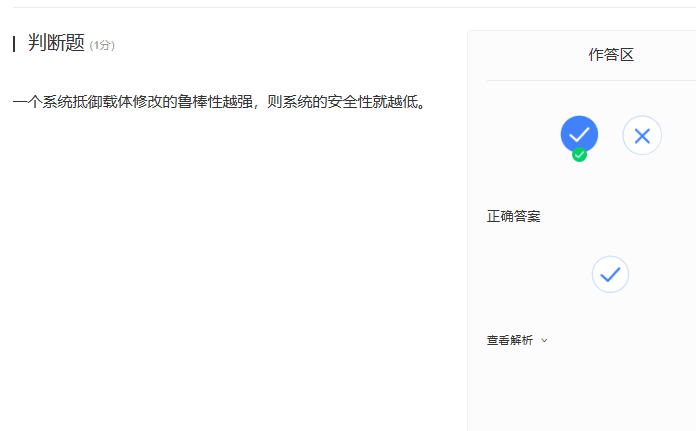 判断题 (1分)
一个系统抵御载体修改的鲁棒性越强，则系统的安全性就越低。
作答区
正确答案
查看解析